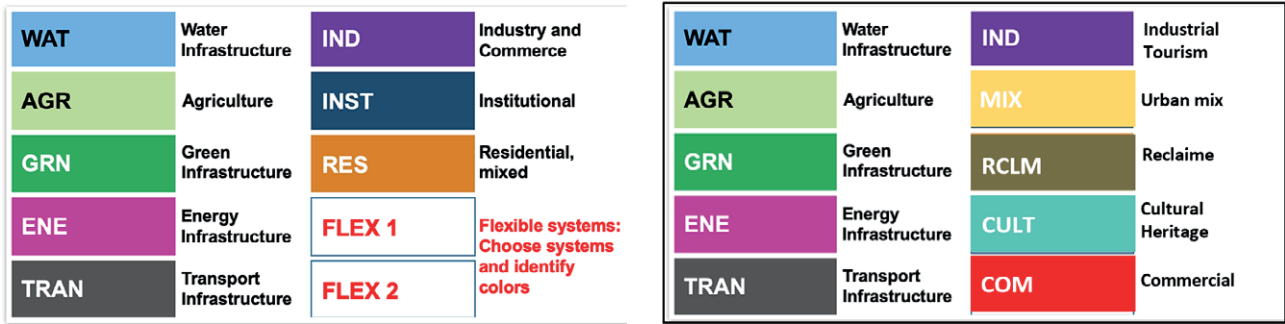 WAT
Water
Infrastructure
IND
Industry and
Commerce
AGR
Agriculture
INST
Institutional
GRN
Green
Infrastructure
RES
Residential,
mixed
ENE
Energy
Infrastructure
FLEX 1
Flexible systems:
Choose systems
and identify
colors
TRAN
Transport
Infrastructure
FLEX 2
WAT
Water
Infrastructure
IND
Industrial
Tourism
AGR
Agriculture
MIX
Urban mix
GRN
Green
Infrastructure
RCLM
Reclaime
ENE
Energy
Infrastructure
CULT
Cultural
Heritage
TRAN
Transport
Infrastructure
COM
Commercial